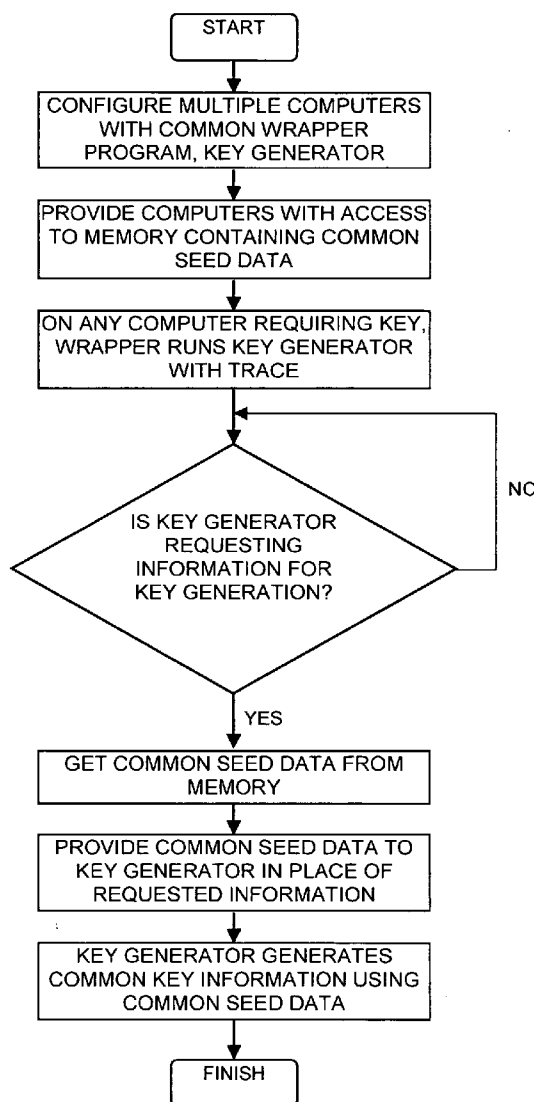 START
CONFIGURE MULTIPLE COMPUTERS
WITH COMMON WRAPPER
PROGRAM, KEY GENERATOR
PROVIDE COMPUTERS WITH ACCESS
TO MEMORY CONTAINING COMMON
SEED DATA
ON ANY COMPUTER REQUIRING KEY,
WRAPPER RUNS KEY GENERATOR
WITH TRACE
IS KEY GENERATOR
REQUESTING
INFORMATION FOR
KEY GENERATION?
NO
YES
GET COMMON SEED DATA FROM
MEMORY
PROVIDE COMMON SEED DATA TO
KEY GENERATOR IN PLACE OF
REQUESTED INFORMATION
KEY GENERATOR GENERATES
COMMON KEY INFORMATION USING
COMMON SEED DATA
FINISH